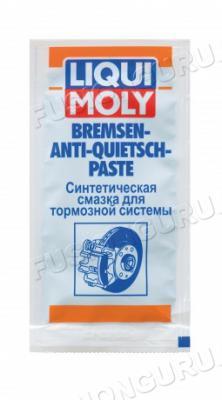 LIQUI
MOLY
BREMSEN-
ANTI-QUIETSCH-
PASTE
Синтетическая
смазка для
тормозной системы